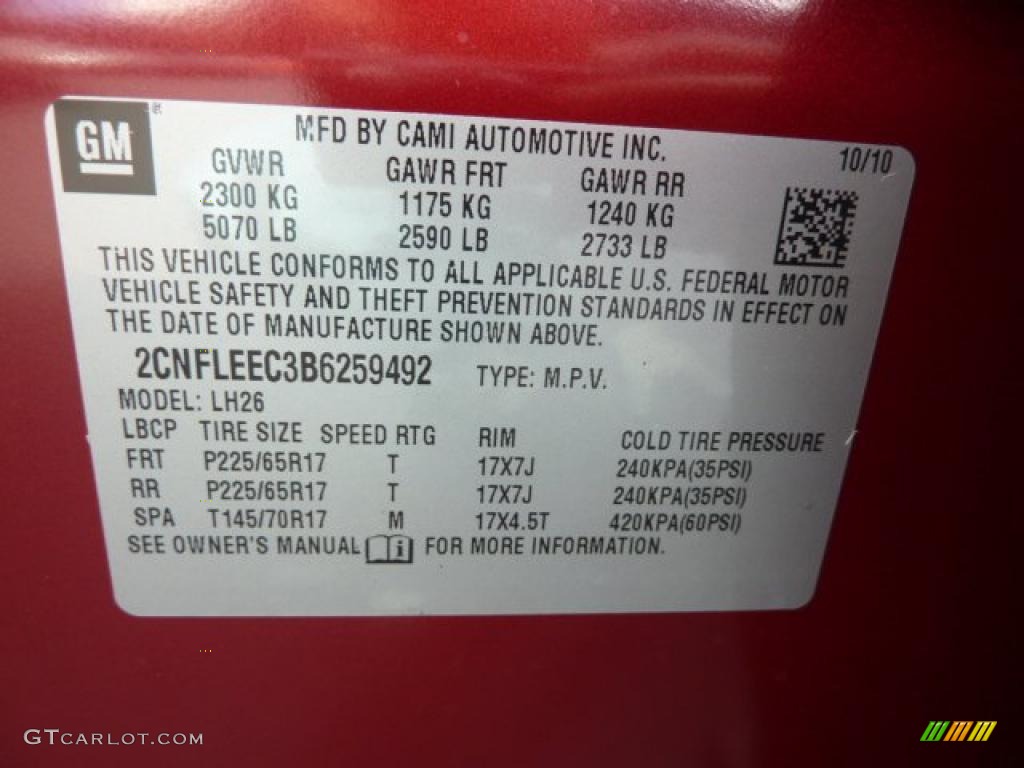 GM ®
MFD BY CAMI AUTOMOTIVE INC.
10/10
GVWR GAWR FRT GAWR RR
2300 KG 1175 KG 1240 KG
5070 LB 2590 LB 2733 LB
THIS VEHICLE CONFORMS TO ALL APPLICABLE U.S. FEDERAL MOTOR
VEHICLE SAFETY AND THEFT PREVENTION STANDARDS IN EFFECT ON
THE DATE OF MANUFACTURE SHOWN ABOVE.
2CNFLEEC3B6259492 TYPE: M.P.V.
MODEL: LH26
LBCP TIRE SIZE SPEED RTG RIM COLD TIRE PRESSURE
FRT P225/65R17 T 17X7J 240KPA(35PSI)
RR P225/65R17 T 17X7J 240KPA(35PSI)
SPA T145/70R17 M 17X4.5T 420KPA(60PSI)
SEE OWNER'S MANUAL i FOR MORE INFORMATION.
GTCARLOT.COM